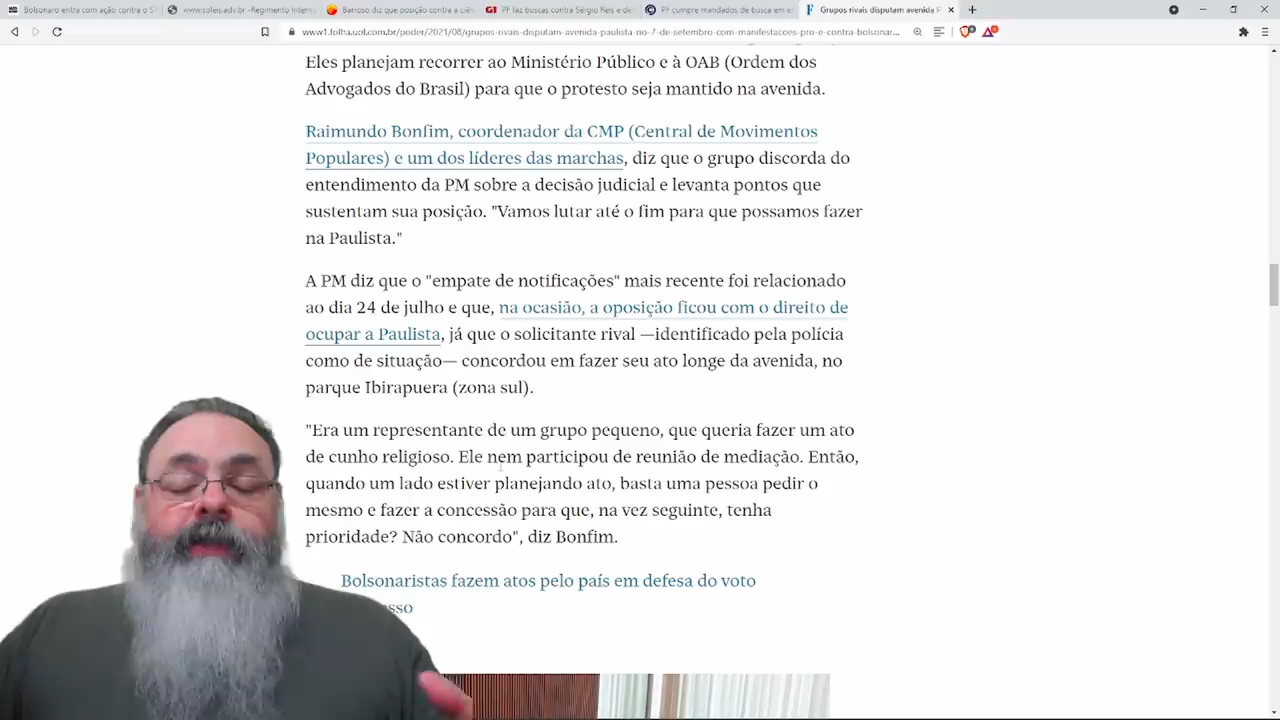 Bolsonaro entra com ação contra o S
www.soleis.adv.br -Regimento Intern
Barroso diz que posição contra a ciên
G1 PF faz buscas contra Sérgio Reis e de
PF cumpre mandados de busca em e
F Grupos rivais disputam avenida P
www1.folha.uol.com.br/poder/2021/08/grupos-rivais-disputam-avenida-paulista-no-7-de-setembro-com-manifestacoes-pro-e-contra-bolsonar...
Eles planejam recorrer ao Ministério Público e à OAB (Ordem dos
Advogados do Brasil) para que o protesto seja mantido na avenida.
Raimundo Bonfim, coordenador da CMP (Central de Movimentos
Populares) e um dos líderes das marchas, diz que o grupo discorda do
entendimento da PM sobre a decisão judicial e levanta pontos que
sustentam sua posição. "Vamos lutar até o fim para que possamos fazer
na Paulista."
A PM diz que o "empate de notificações" mais recente foi relacionado
ao dia 24 de julho e que, na ocasião, a oposição ficou com o direito de
ocupar a Paulista, já que o solicitante rival —identificado pela polícia
como de situação— concordou em fazer seu ato longe da avenida, no
parque Ibirapuera (zona sul).
"Era um representante de um grupo pequeno, que queria fazer um ato
de cunho religioso. Ele nem participou de reunião de mediação. Então,
quando um lado estiver planejando ato, basta uma pessoa pedir o
mesmo e fazer a concessão para que, na vez seguinte, tenha
prioridade? Não concordo", diz Bonfim.
Bolsonaristas fazem atos pelo país em defesa do voto
esso